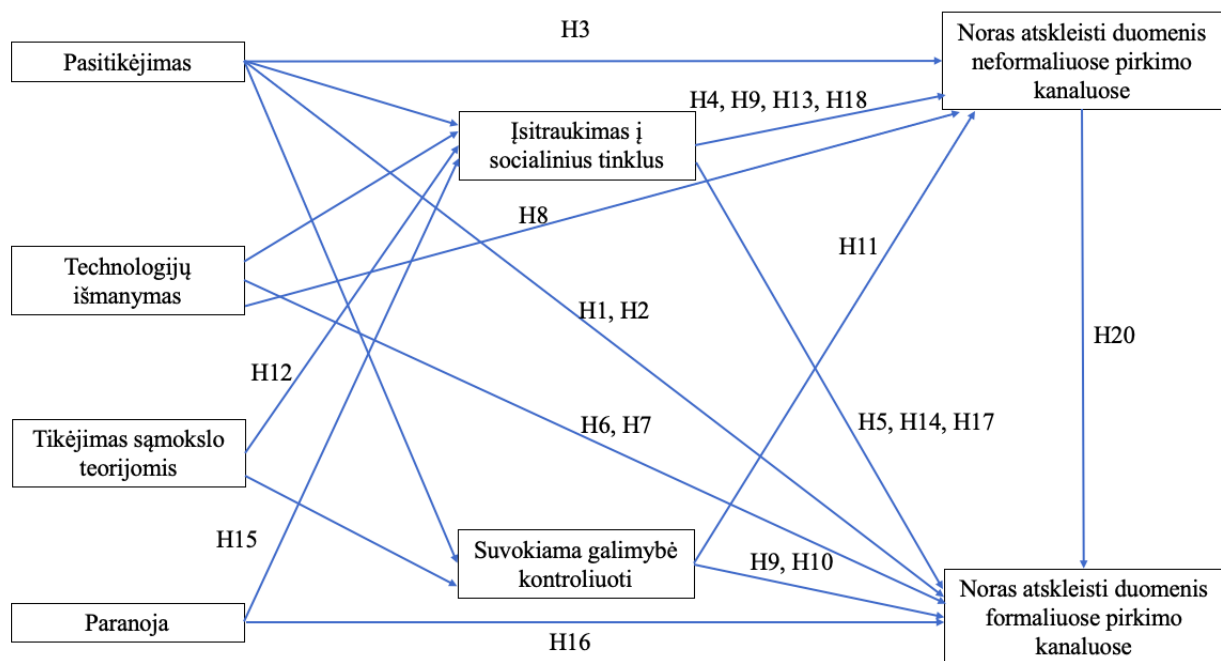 H3
Noras atskleisti duomenis
neformaliuose pirkimo
kanaluose
Pasitikėjimas
H4, H9, H13, H18
Įsitraukimas į
socialinius tinklus
H8
H11
Technologijų
išmanymas
H1, H2
H20
H12
H6, H7
H5, H14, H17
Tikėjimas sąmokslo
teorijomis
H15
Suvokiama galimybė
kontroliuoti
H9, H10
Noras atskleisti duomenis
formaliuose pirkimo
kanaluose
Paranoja
H16